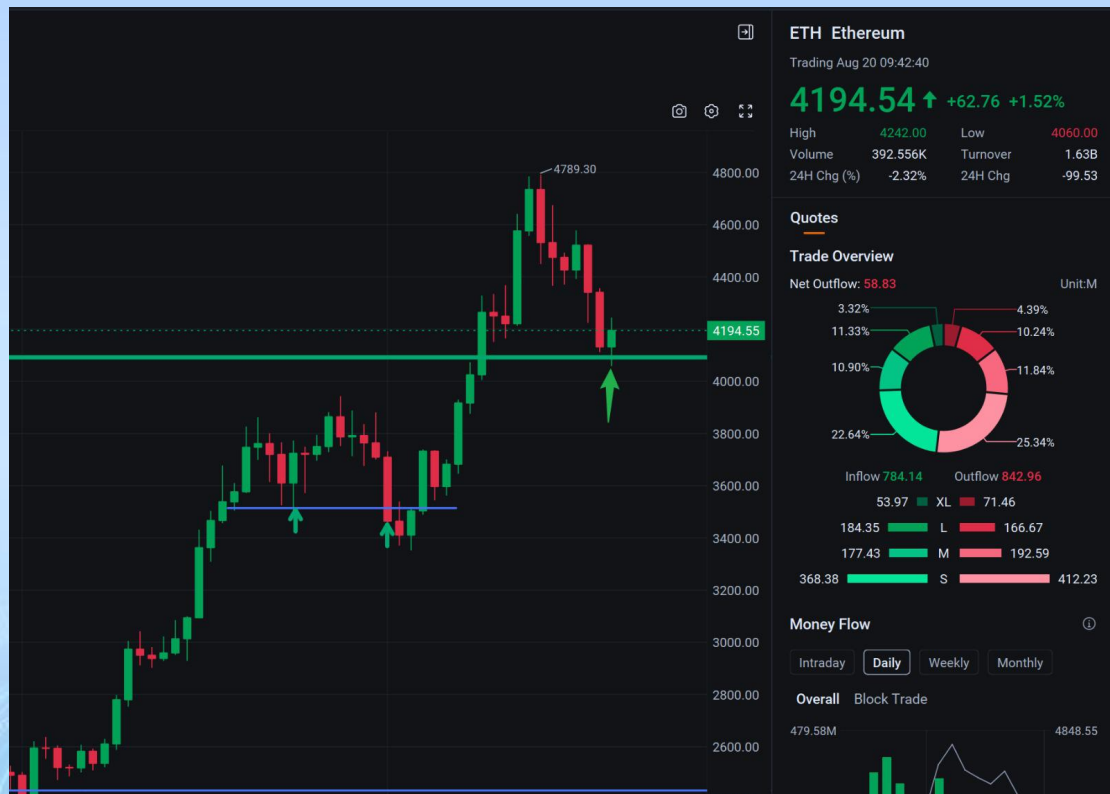 ETH Ethereum
Trading Aug 20 09:42:40
4194.54 +62.76 +1.52%
High 4242.00 Low 4060.00
Volume 392.556K Turnover 1.63B
24H Chg (%) -2.32% 24H Chg -99.53
4789.30
4800.00
4600.00
4400.00
4194.55
4000.00
3800.00
3600.00
3400.00
3200.00
3000.00
2800.00
2600.00
Quotes
Trade Overview
Net Outflow: 58.83 Unit:M
3.32% 4.39%
11.33% 10.24%
10.90% 11.84%
22.64% 25.34%
Inflow 784.14 Outflow 842.96
53.97 XL 71.46
184.35 L 166.67
177.43 M 192.59
368.38 S 412.23
Money Flow
Intraday Daily Weekly Monthly
Overall Block Trade
479.58M 4848.55